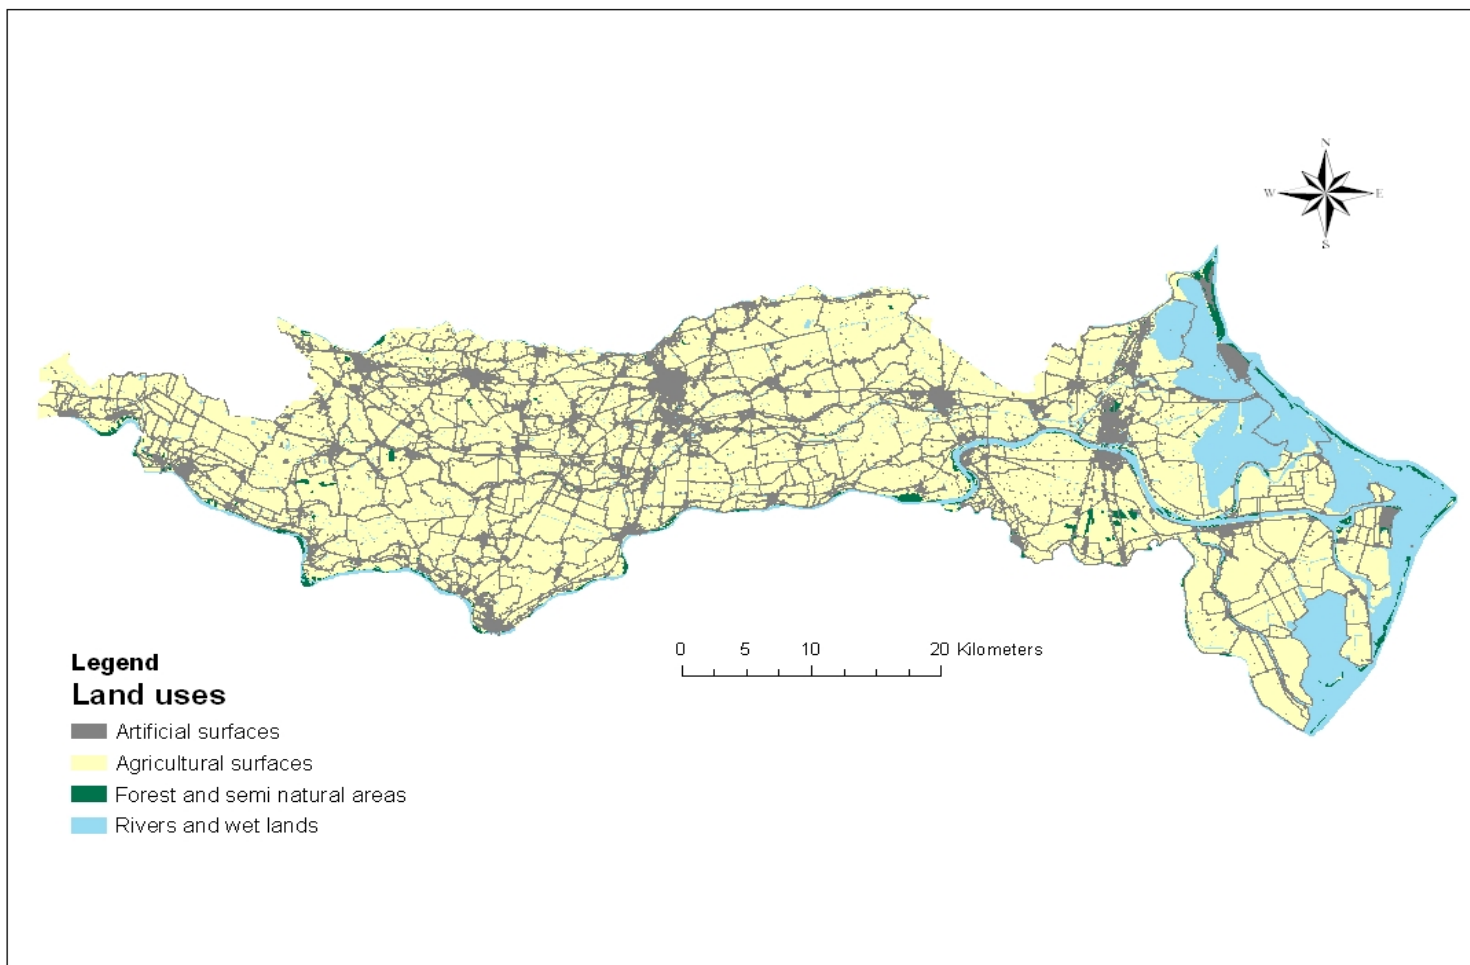 N
W E
S
0 5 10 20 Kilometers
Legend
Land uses
Artificial surfaces
Agricultural surfaces
Forest and semi natural areas
Rivers and wet lands